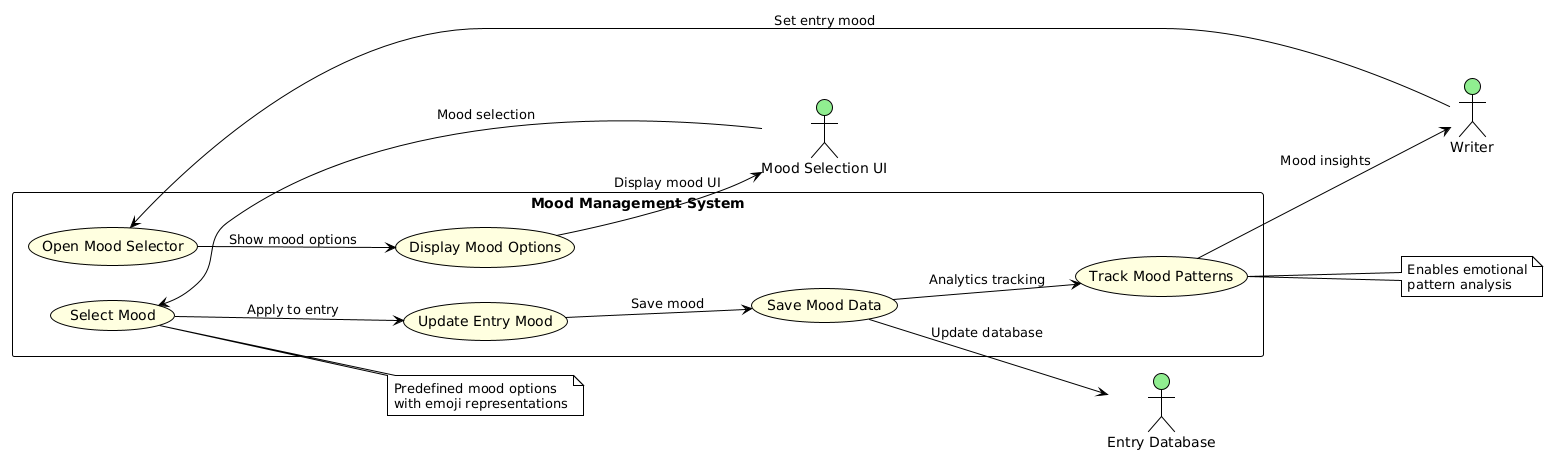 Set entry mood
Mood selection
Mood Selection UI
Writer
Mood insights
Display mood UI
Mood Management System
Open Mood Selector
Show mood options
Display Mood Options
Analytics tracking
Track Mood Patterns
Enables emotional
pattern analysis
Select Mood
Apply to entry
Update Entry Mood
Save mood
Save Mood Data
Update database
Predefined mood options
with emoji representations
Entry Database